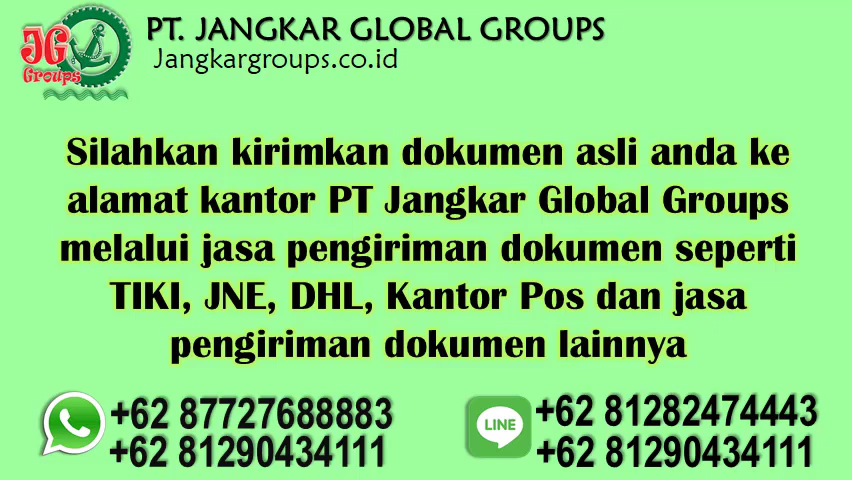 JG
Groups
PT. JANGKAR GLOBAL GROUPS
Jangkargroups.co.id
Silahkan kirimkan dokumen asli anda ke
alamat kantor PT Jangkar Global Groups
melalui jasa pengiriman dokumen seperti
TIKI, JNE, DHL, Kantor Pos dan jasa
pengiriman dokumen lainnya
+62 87727688883
+62 81290434111
LINE
+62 81282474443
+62 81290434111